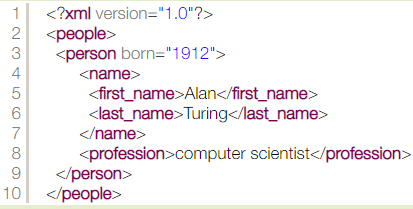 1 <?xml version="1.0"?>
2 <people>
3 <person born="1912">
4 <name>
5 <first_name>Alan</first_name>
6 <last_name>Turing</last_name>
7 </name>
8 <profession>computer scientist</profession>
9 </person>
10 </people>